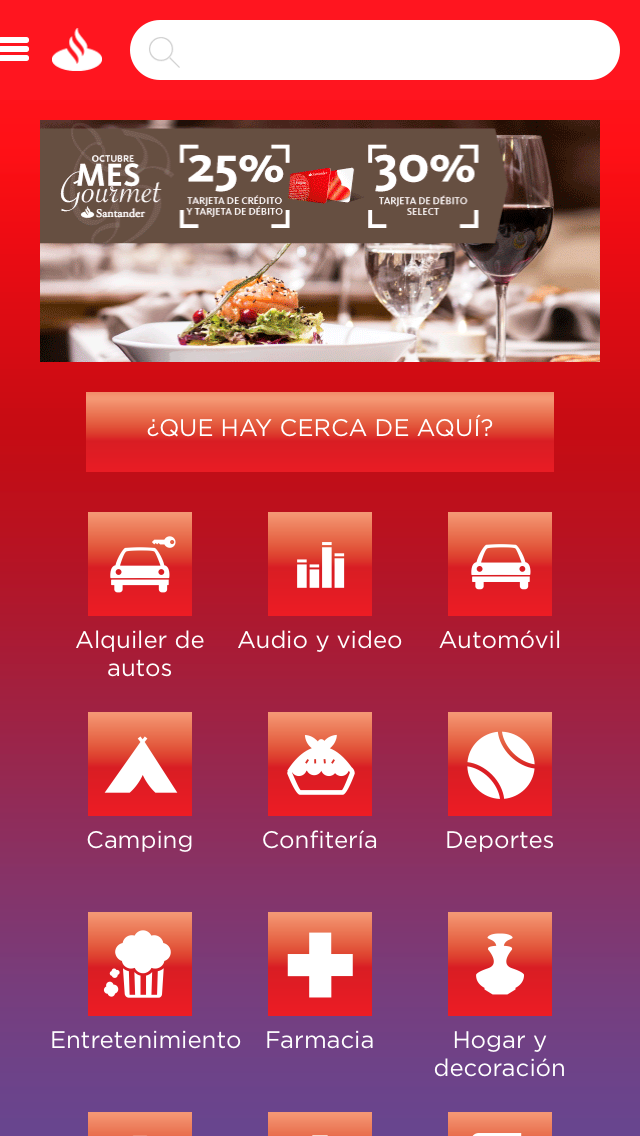 OCTUBRE
MES
Gourmet
Santander
25%
TARJETA DE CRÉDITO
Y TARJETA DE DÉBITO
30%
TARJETA DE DÉBITO
SELECT
¿QUE HAY CERCA DE AQUÍ?
Alquiler de
autos
Audio y video
Automóvil
Camping
Confitería
Deportes
Entretenimiento
Farmacia
Hogar y
decoración